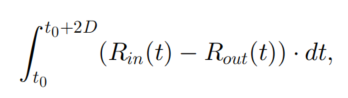 ∫_{t_0}^{t_0+2D} (R_{in}(t) − R_{out}(t)) · dt,